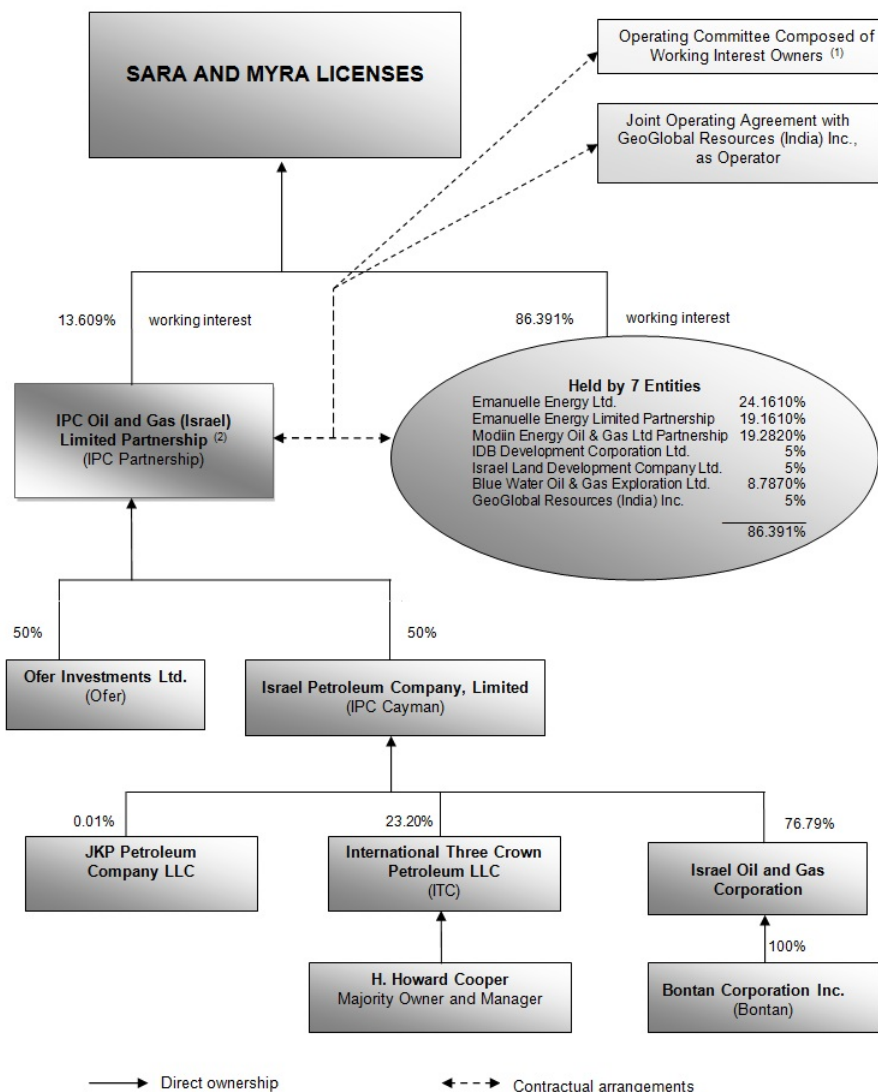 SARA AND MYRA LICENSES
Operating Committee Composed of
Working Interest Owners (1)
Joint Operating Agreement with
GeoGlobal Resources (India) Inc.,
as Operator
13.609%
working interest
86.391%
working interest
IPC Oil and Gas (Israel)
Limited Partnership (2)
(IPC Partnership)
Held by 7 Entities
Emanuelle Energy Ltd. 24.1610%
Emanuelle Energy Limited Partnership 19.1610%
Modiin Energy Oil & Gas Ltd Partnership 19.2820%
IDB Development Corporation Ltd. 5%
Israel Land Development Company Ltd. 5%
Blue Water Oil & Gas Exploration Ltd. 8.7870%
GeoGlobal Resources (India) Inc. 5%
86.391%
50%
50%
Ofer Investments Ltd.
(Ofer)
Israel Petroleum Company, Limited
(IPC Cayman)
0.01%
23.20%
76.79%
JKP Petroleum
Company LLC
International Three Crown
Petroleum LLC
(ITC)
Israel Oil and Gas
Corporation
100%
H. Howard Cooper
Majority Owner and Manager
Bontan Corporation Inc.
(Bontan)
Direct ownership
Contractual arrangements